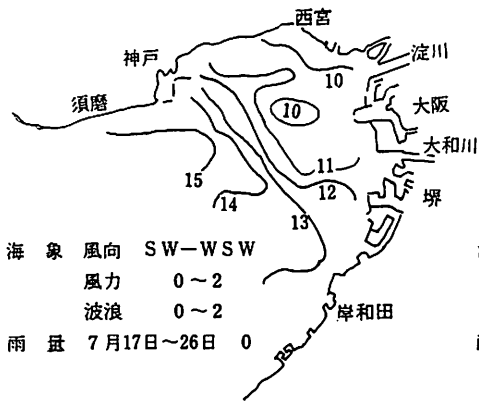 西宮
神戸
淀川
10
須磨
10
大阪
大和川
11
15
12
堺
14
13
海象 風向 SW-WSW
風力 0~2
波浪 0~2
岸和田
雨量 7月17日~26日 0